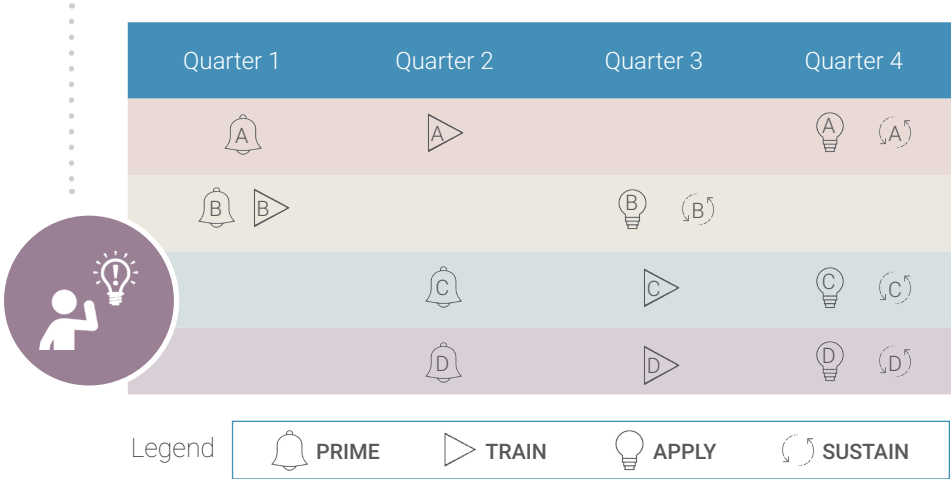 Quarter 1 Quarter 2 Quarter 3 Quarter 4
A A A A
B B B B
C C C C
D D D D
Legend PRIME TRAIN APPLY SUSTAIN